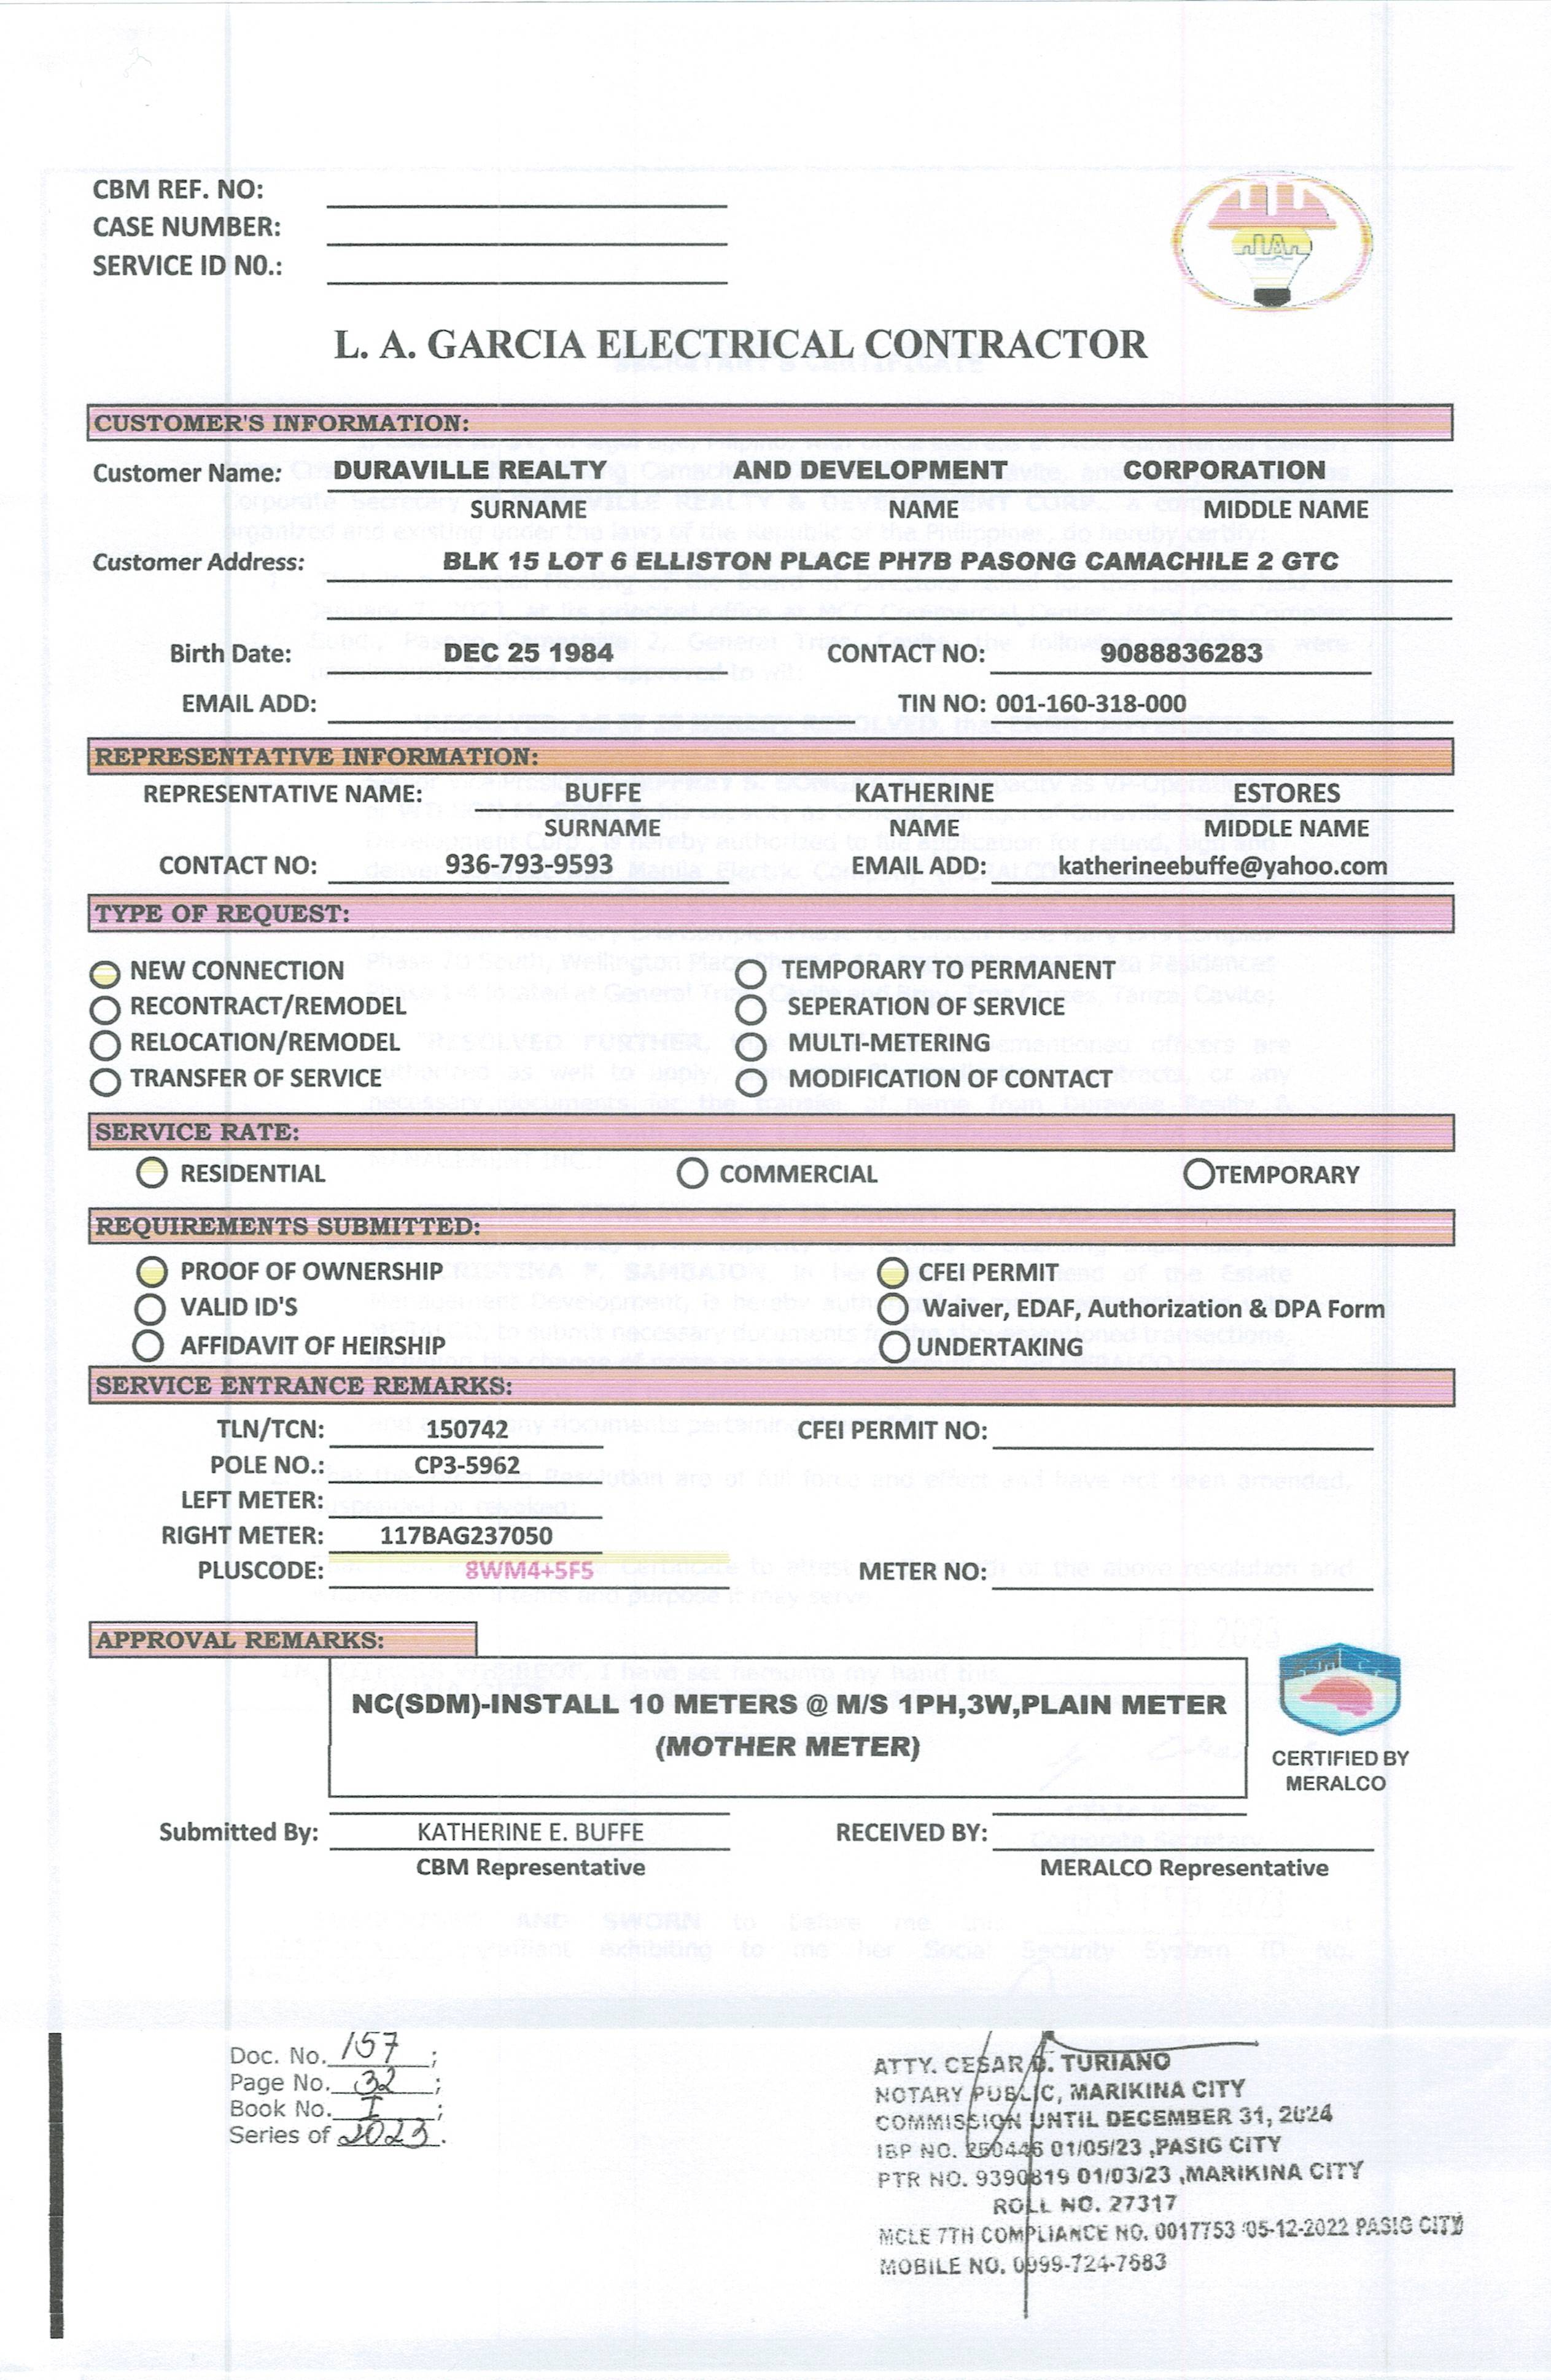 CBM REF. NO:
CASE NUMBER:
SERVICE ID N0.:
L. A. GARCIA ELECTRICAL CONTRACTOR
CUSTOMER'S INFORMATION:
Customer Name: DURAVILLE REALTY AND DEVELOPMENT CORPORATION
SURNAME NAME MIDDLE NAME
Customer Address: BLK 15 LOT 6 ELLISTON PLACE PH7B PASONG CAMACHILE 2 GTC
Birth Date: DEC 25 1984 CONTACT NO: 9088836283
EMAIL ADD: TIN NO: 001-160-318-000
REPRESENTATIVE INFORMATION:
REPRESENTATIVE NAME: BUFFE KATHERINE ESTORES
SURNAME NAME MIDDLE NAME
CONTACT NO: 936-793-9593 EMAIL ADD: katherineebuffe@yahoo.com
TYPE OF REQUEST:
NEW CONNECTION TEMPORARY TO PERMANENT
RECONTRACT/REMODEL SEPERATION OF SERVICE
RELOCATION/REMODEL MULTI-METERING
TRANSFER OF SERVICE MODIFICATION OF CONTACT
SERVICE RATE:
RESIDENTIAL COMMERCIAL TEMPORARY
REQUIREMENTS SUBMITTED:
PROOF OF OWNERSHIP CFEI PERMIT
VALID ID'S Waiver, EDAF, Authorization & DPA Form
AFFIDAVIT OF HEIRSHIP UNDERTAKING
SERVICE ENTRANCE REMARKS:
TLN/TCN: 150742 CFEI PERMIT NO:
POLE NO.: CP3-5962
LEFT METER:
RIGHT METER: 117BAG237050
PLUSCODE: 8WM4+5F5 METER NO:
APPROVAL REMARKS:
NC(SDM)-INSTALL 10 METERS @ M/S 1PH,3W,PLAIN METER
(MOTHER METER)
CERTIFIED BY
MERALCO
Submitted By: KATHERINE E. BUFFE RECEIVED BY:
CBM Representative MERALCO Representative
Doc. No. 157 ;
Page No. 32 ;
Book No. I ;
Series of 2023.
ATTY. CESAR D. TURIANO
NOTARY PUBLIC, MARIKINA CITY
COMMISSION UNTIL DECEMBER 31, 2024
IBP NO. 250446 01/05/23 ,PASIG CITY
PTR NO. 9390819 01/03/23 ,MARIKINA CITY
ROLL NO. 27317
MCLE 7TH COMPLIANCE NO. 0017753 05-12-2022 PASIG CITY
MOBILE NO. 0999-724-7683